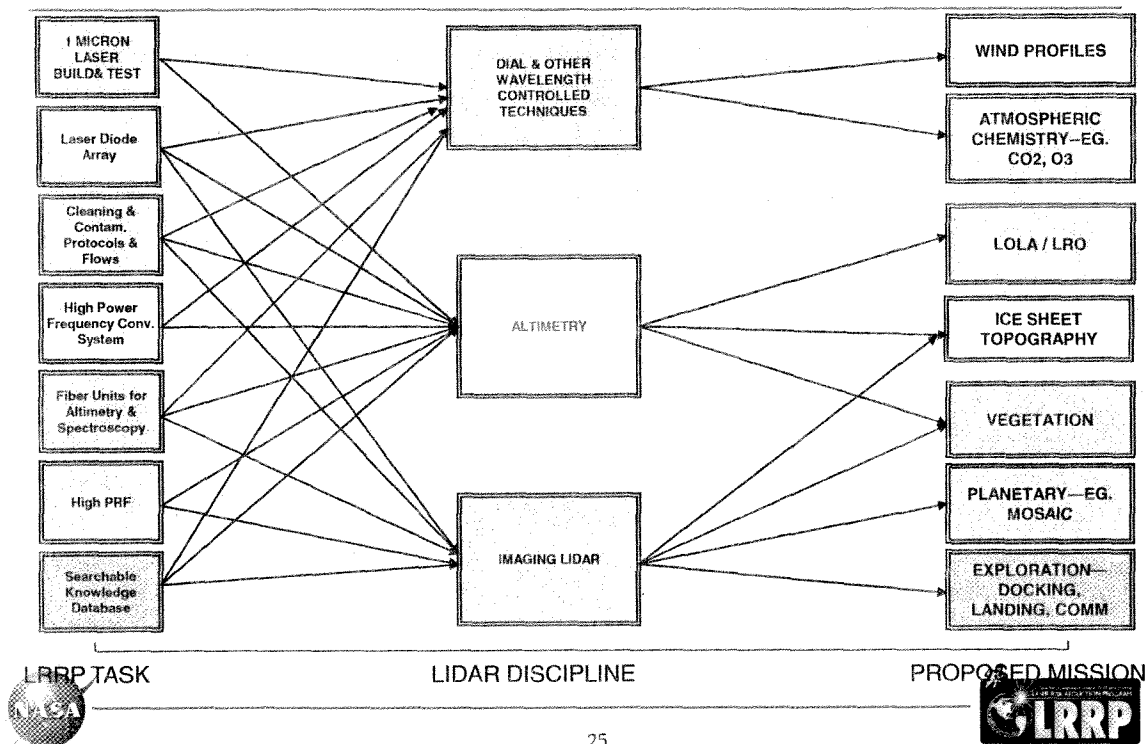 1 MICRON
LASER
BUILD& TEST
Laser Diode
Array
Cleaning &
Contam.
Protocols &
Flows
High Power
Frequency Conv.
System
Fiber Units for
Altimetry &
Spectroscopy
High PRF
Searchable
Knowledge
Database
DIAL & OTHER
WAVELENGTH
CONTROLLED
TECHNIQUES
ALTIMETRY
IMAGING LIDAR
WIND PROFILES
ATMOSPHERIC
CHEMISTRY—EG.
CO2, O3
LOLA / LRO
ICE SHEET
TOPOGRAPHY
VEGETATION
PLANETARY—EG.
MOSAIC
EXPLORATION—
DOCKING,
LANDING, COMM
LRRP TASK
LIDAR DISCIPLINE
PROPOSED MISSION
NASA
LRRP
25